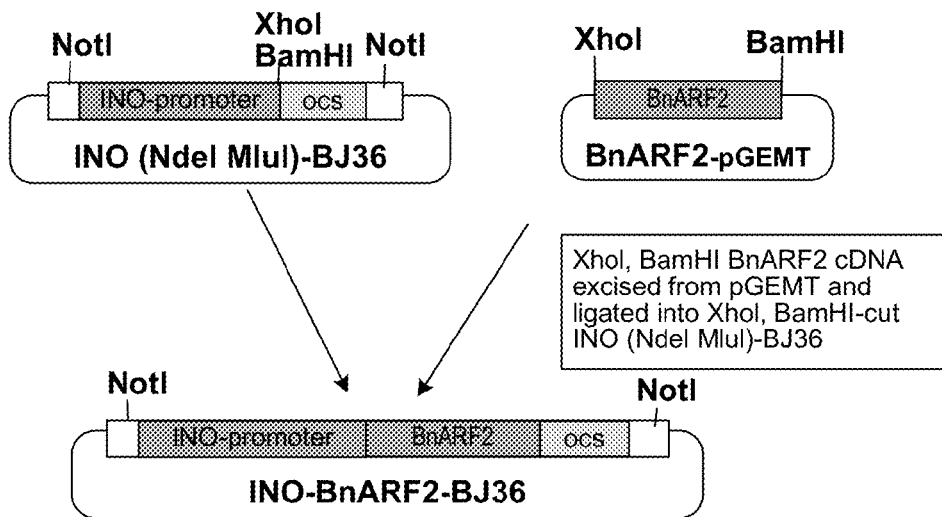 NotI
XhoI
BamHI
NotI
INO-promoter
ocs
INO (NdeI MluI)-BJ36
XhoI
BamHI
BnARF2
BnARF2-pGEMT
XhoI, BamHI BnARF2 cDNA
excised from pGEMT and
ligated into XhoI, BamHI-cut
INO (NdeI MluI)-BJ36
NotI
NotI
INO-promoter
BnARF2
ocs
INO-BnARF2-BJ36